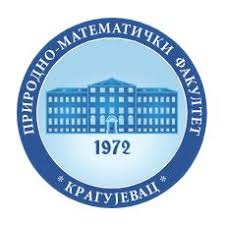 ПРИРОДНО-МАТЕМАТИЧКИ ФАКУЛТЕТ
1972
* КРАГУЈЕВАЦ *